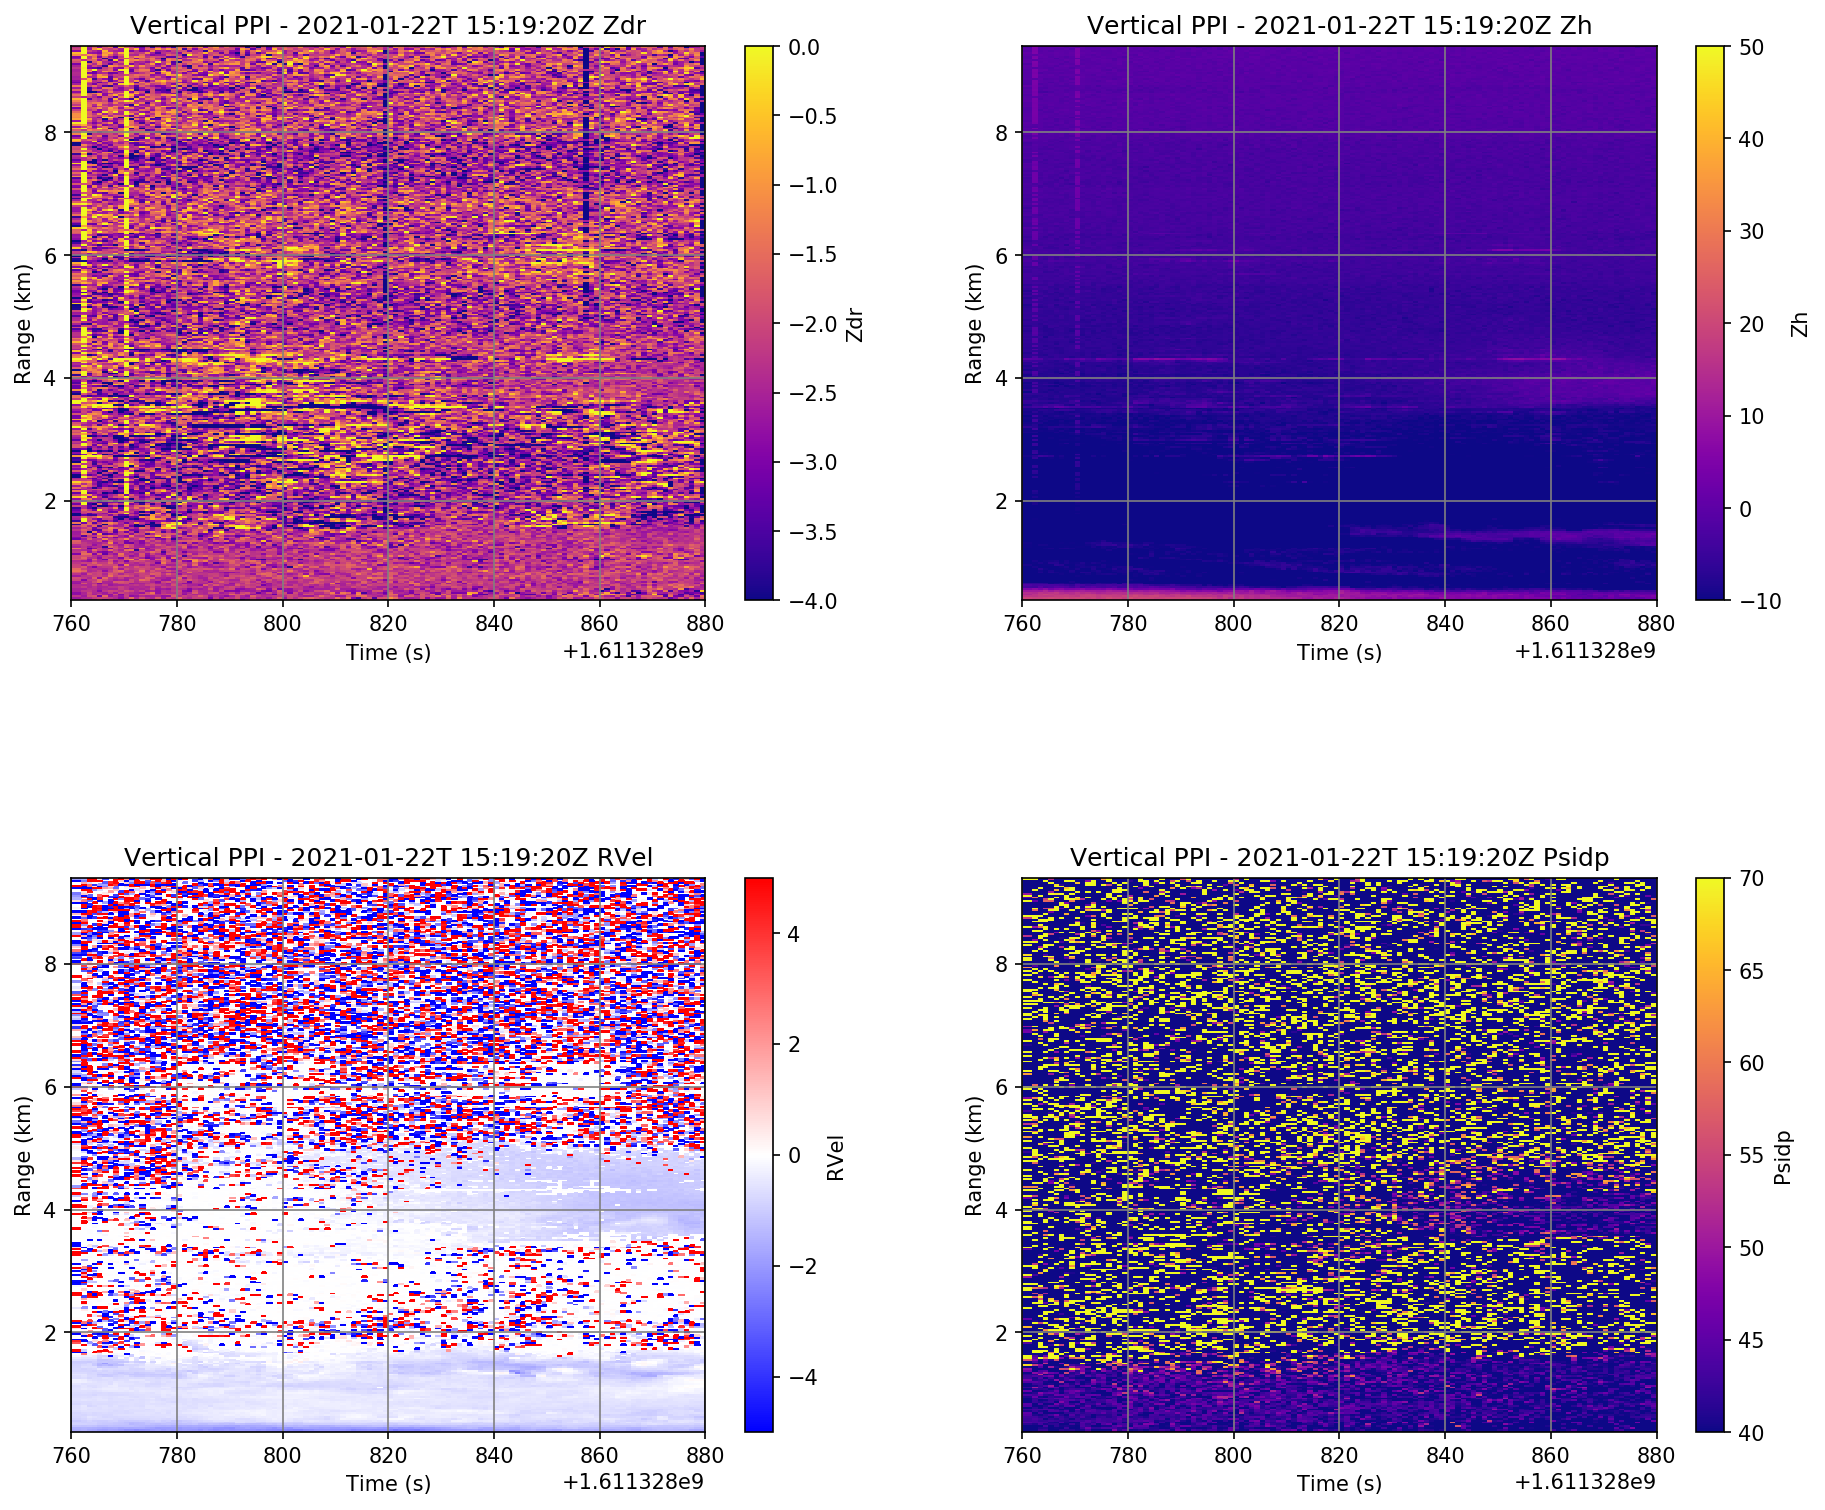 Vertical PPI - 2021-01-22T 15:19:20Z Zdr
Range (km)
8
6
4
2
760 780 800 820 840 860 880
Time (s)
+1.611328e9
0.0
−0.5
−1.0
−1.5
−2.0
−2.5
−3.0
−3.5
−4.0
Zdr
Vertical PPI - 2021-01-22T 15:19:20Z Zh
Range (km)
8
6
4
2
760 780 800 820 840 860 880
Time (s)
+1.611328e9
50
40
30
20
10
0
−10
Zh
Vertical PPI - 2021-01-22T 15:19:20Z RVel
Range (km)
8
6
4
2
760 780 800 820 840 860 880
Time (s)
+1.611328e9
4
2
0
−2
−4
RVel
Vertical PPI - 2021-01-22T 15:19:20Z Psidp
Range (km)
8
6
4
2
760 780 800 820 840 860 880
Time (s)
+1.611328e9
70
65
60
55
50
45
40
Psidp